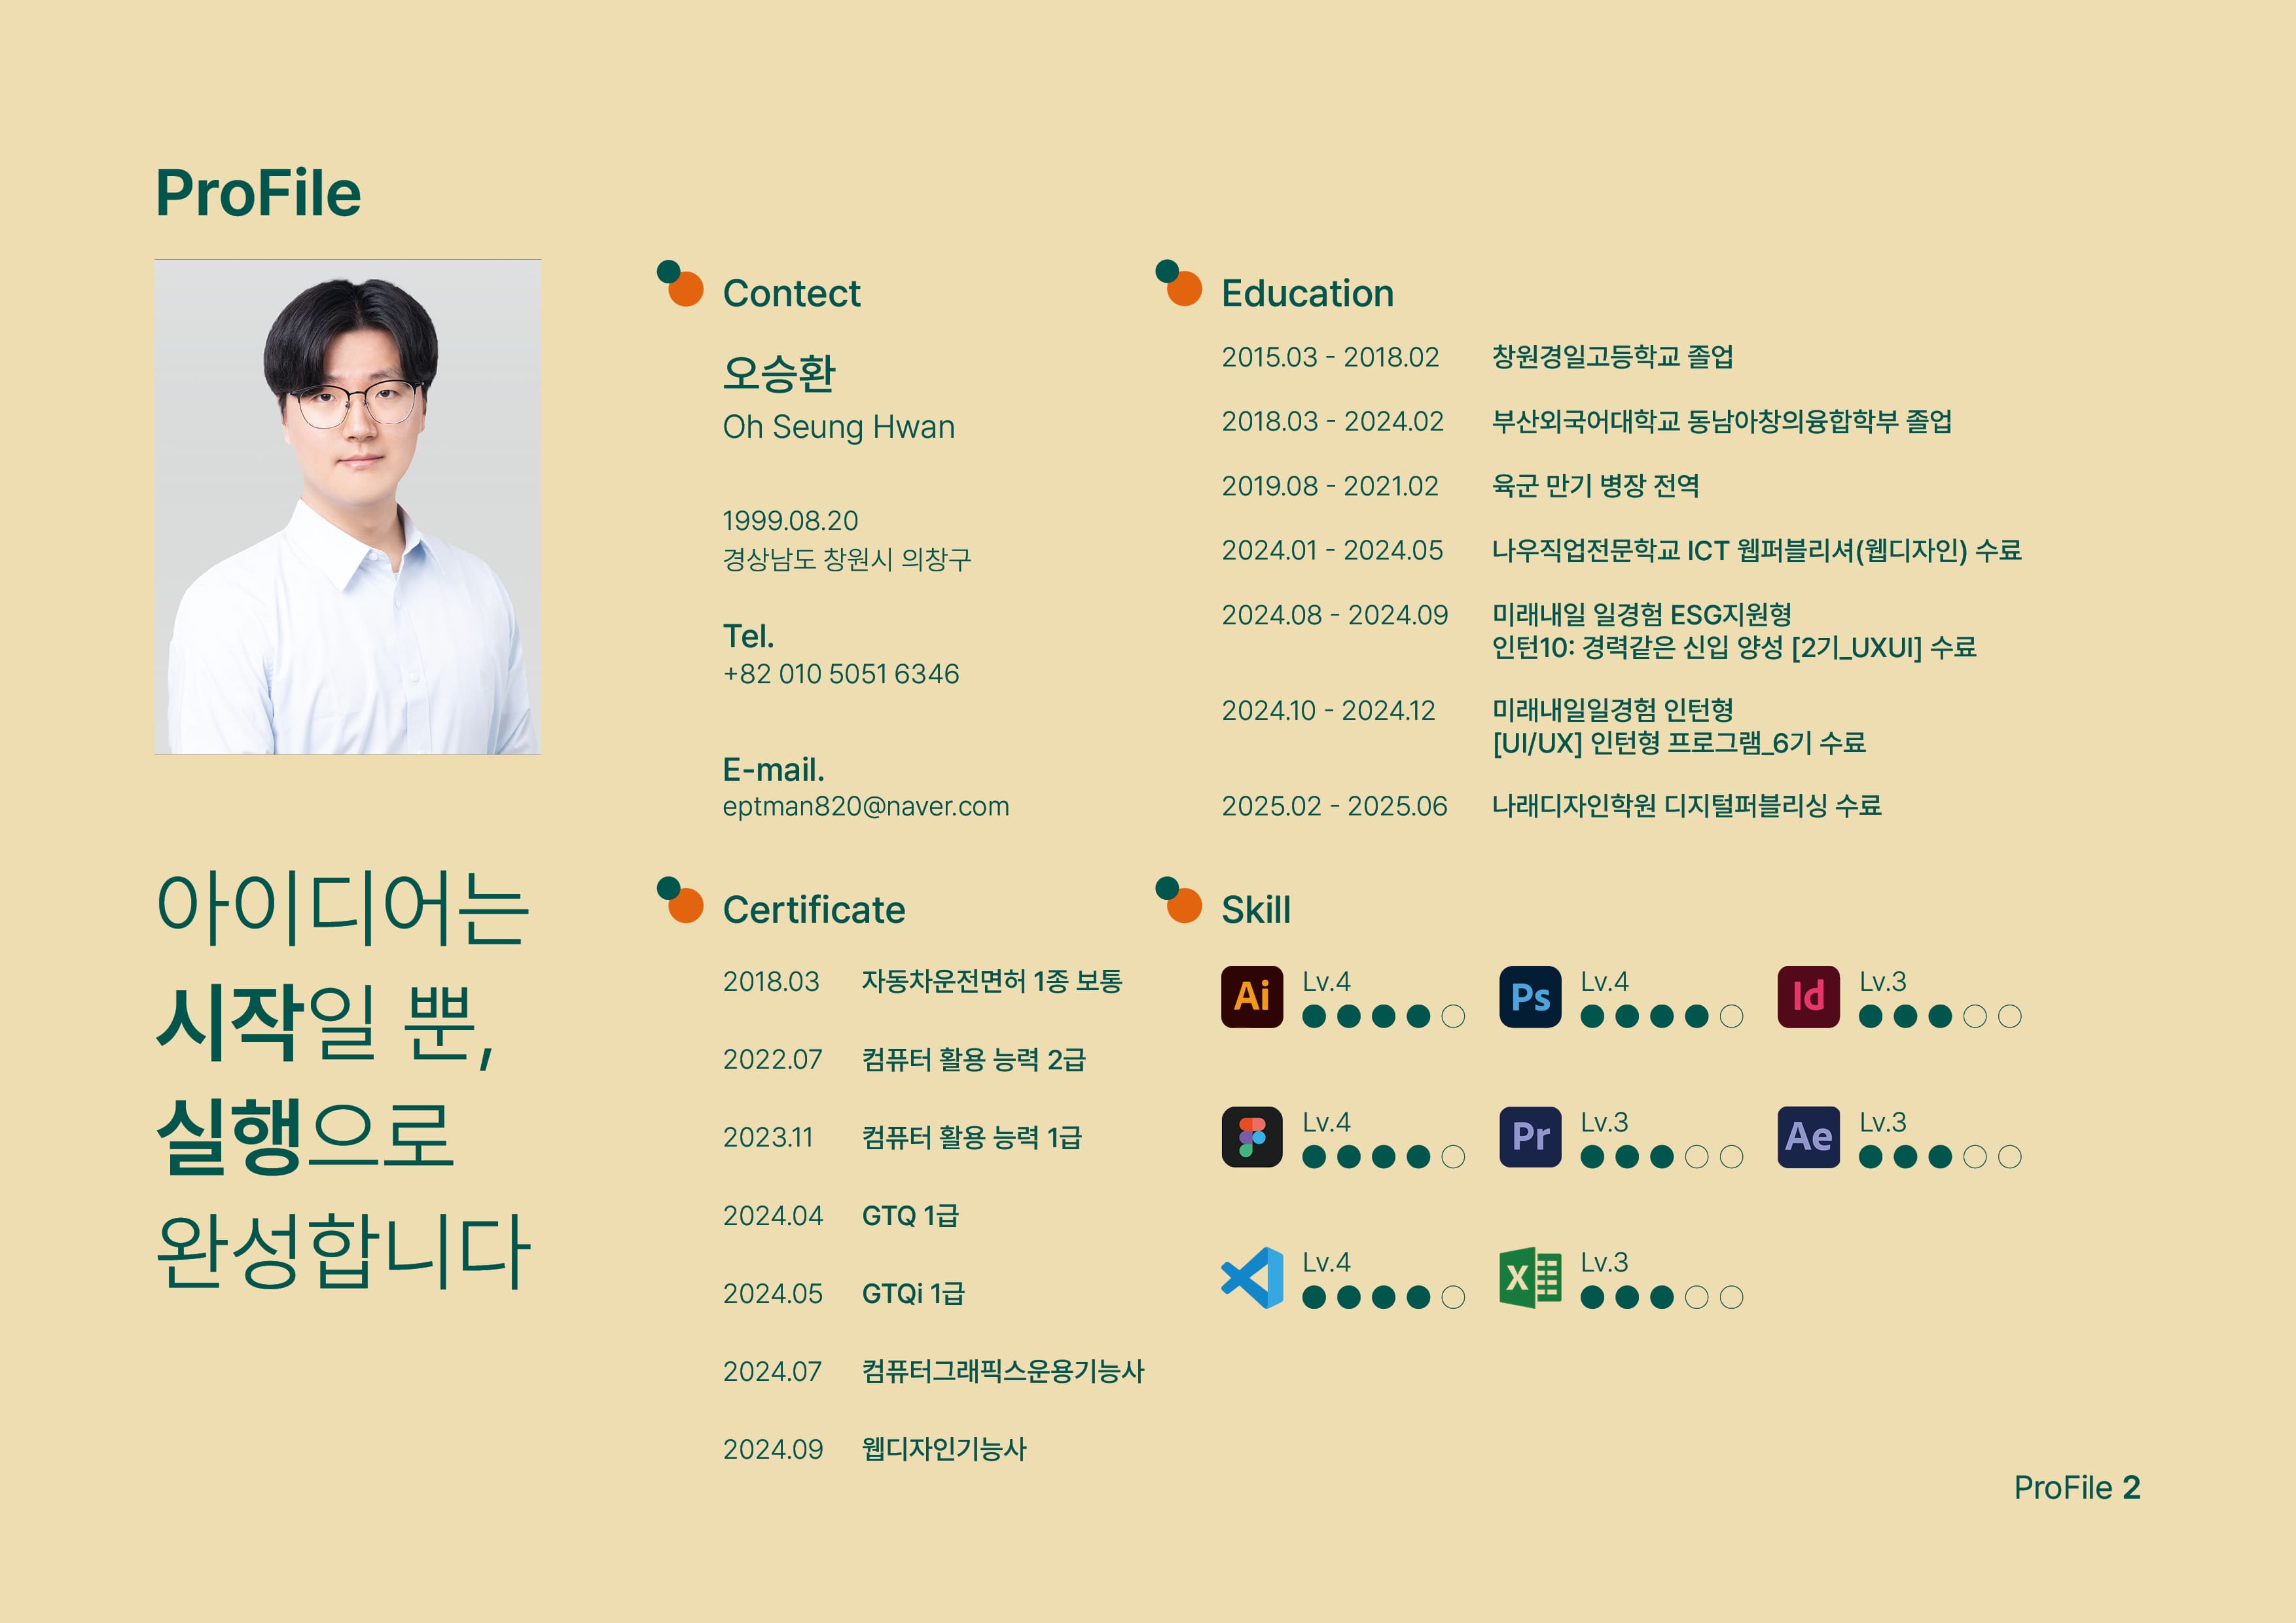 ProFile
Contect
오승환
Oh Seung Hwan
1999.08.20
경상남도 창원시 의창구
Tel.
+82 010 5051 6346
E-mail.
eptman820@naver.com
Education
2015.03 - 2018.02 창원경일고등학교 졸업
2018.03 - 2024.02 부산외국어대학교 동남아창의융합학부 졸업
2019.08 - 2021.02 육군 만기 병장 전역
2024.01 - 2024.05 나우직업전문학교 ICT 웹퍼블리셔(웹디자인) 수료
2024.08 - 2024.09 미래내일 일경험 ESG지원형
인턴10: 경력같은 신입 양성 [2기_UXUI] 수료
2024.10 - 2024.12 미래내일일경험 인턴형
[UI/UX] 인턴형 프로그램_6기 수료
2025.02 - 2025.06 나래디자인학원 디지털퍼블리싱 수료
아이디어는
시작일 뿐,
실행으로
완성합니다
Certificate
2018.03 자동차운전면허 1종 보통
2022.07 컴퓨터 활용 능력 2급
2023.11 컴퓨터 활용 능력 1급
2024.04 GTQ 1급
2024.05 GTQi 1급
2024.07 컴퓨터그래픽스운용기능사
2024.09 웹디자인기능사
Skill
Ai Lv.4 Ps Lv.4 Id Lv.3
Lv.4 Pr Lv.3 Ae Lv.3
Lv.4 X Lv.3
ProFile 2